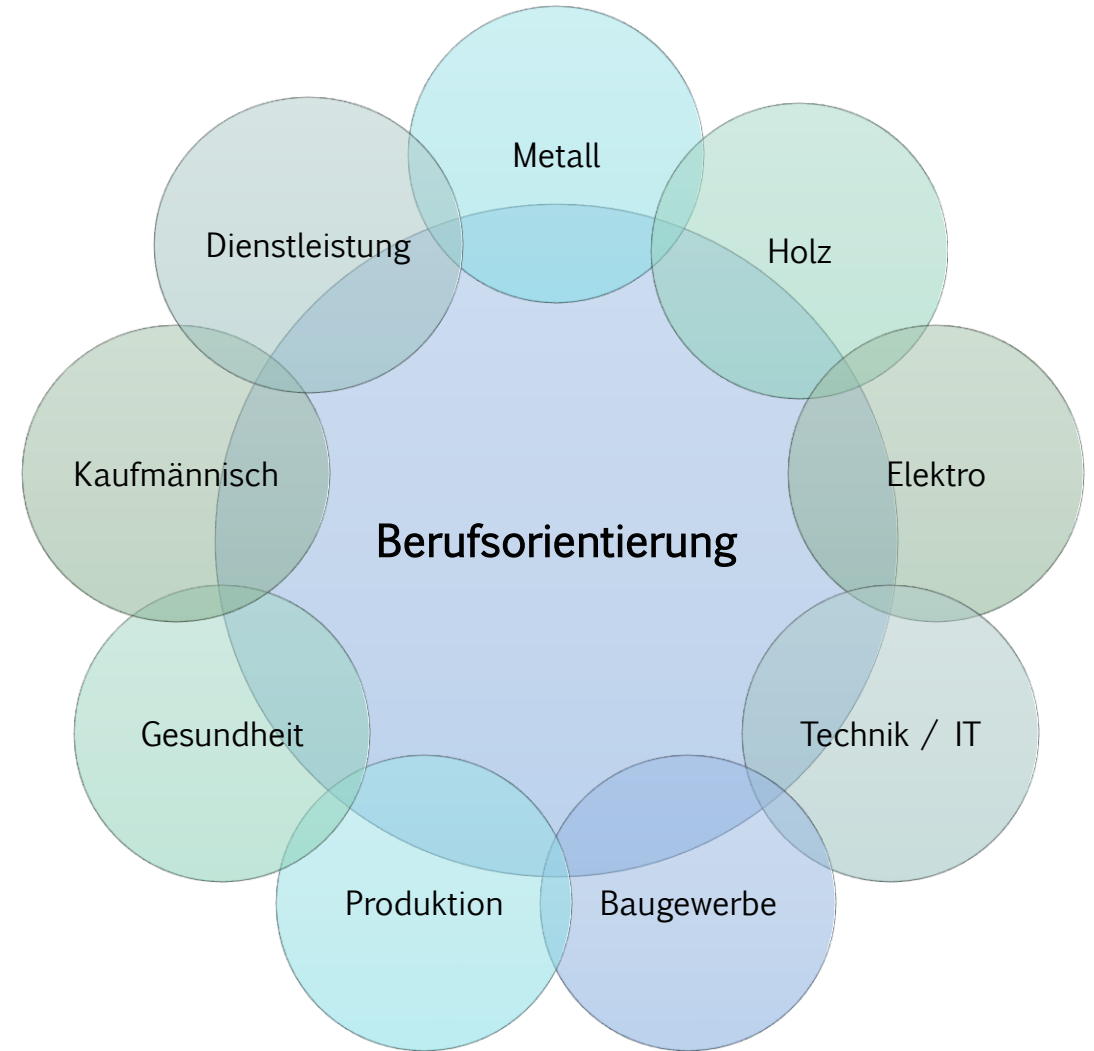 Metall
Dienstleistung
Holz
Kaufmännisch
Elektro
Berufsorientierung
Gesundheit
Technik / IT
Produktion
Baugewerbe